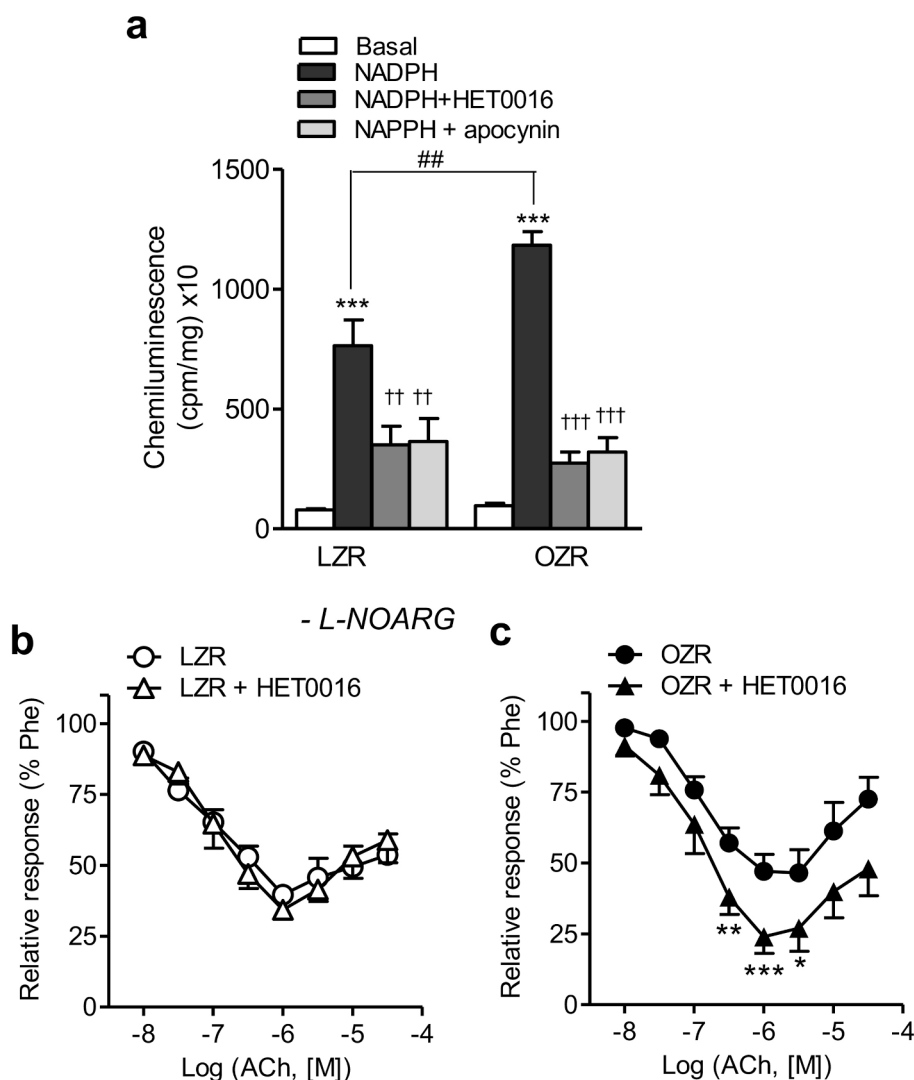 a
Basal
NADPH
NADPH+HET0016
NAPPH + apocynin
##
1500
1000
500
0
Chemiluminescence
(cpm/mg) x10
***
†† ††
***
††† †††
LZR OZR
- L-NOARG
b
LZR
LZR + HET0016
Relative response (% Phe)
100
75
50
25
0
-8 -7 -6 -5 -4
Log (ACh, [M])
c
OZR
OZR + HET0016
Relative response (% Phe)
100
75
50
25
0
**
*** *
-8 -7 -6 -5 -4
Log (ACh, [M])